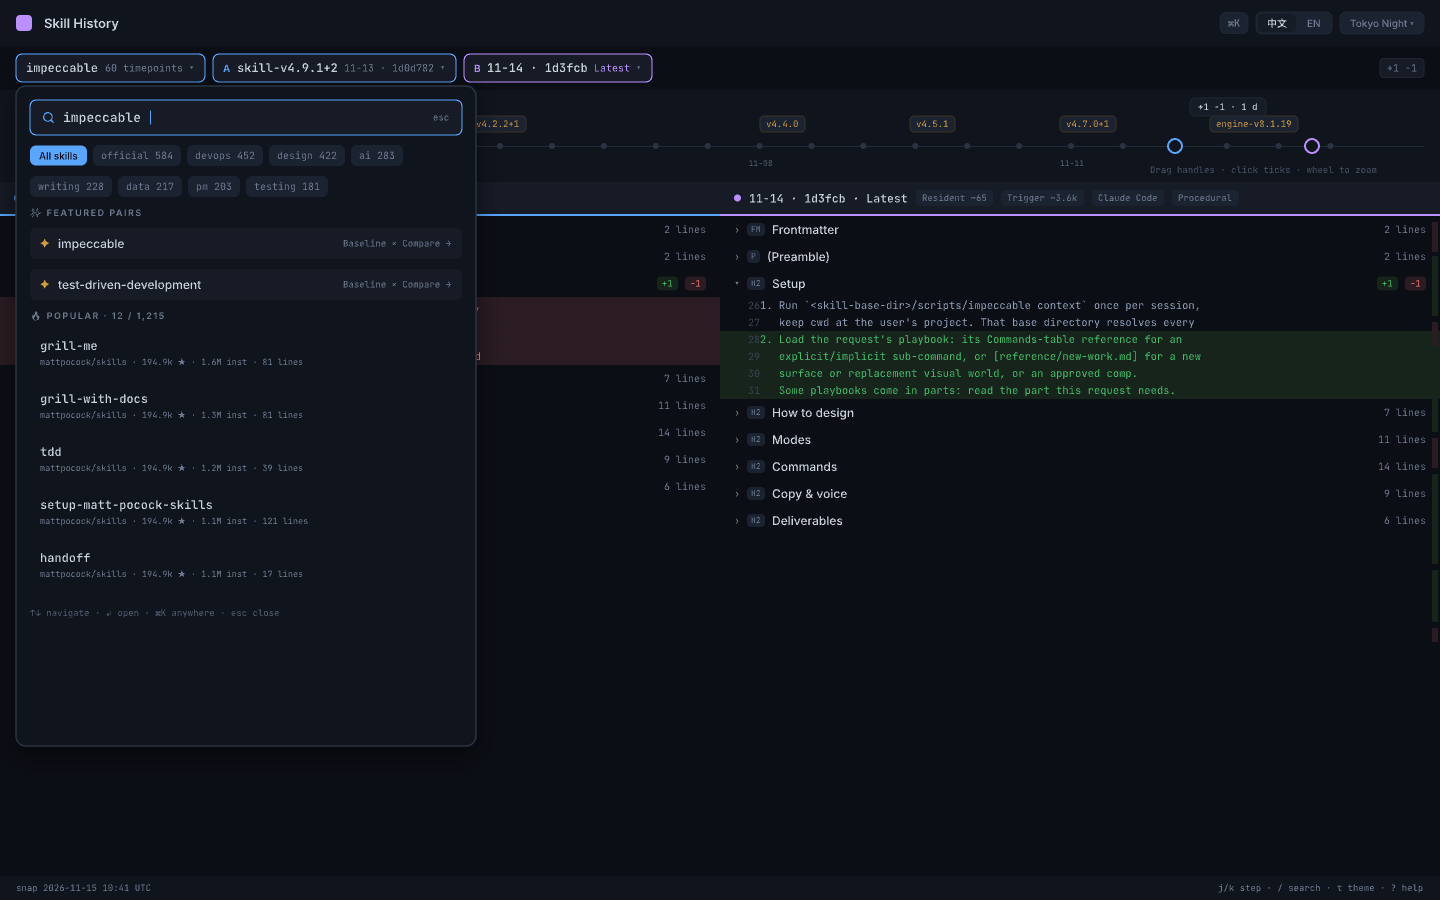 Skill History
⌘K 中文 EN Tokyo Night ▾
impeccable 60 timepoints ▾
A skill-v4.9.1+2 11-13 · 1d0d782 ▾
B 11-14 · 1d3fcb Latest ▾
+1 -1
impeccable
esc
All skills official 584 devops 452 design 422 ai 283
writing 228 data 217 pm 203 testing 181
FEATURED PAIRS
✦ impeccable Baseline × Compare →
✦ test-driven-development Baseline × Compare →
POPULAR · 12 / 1,215
grill-me
mattpocock/skills · 194.9k ★ · 1.6M inst · 81 lines
grill-with-docs
mattpocock/skills · 194.9k ★ · 1.3M inst · 81 lines
tdd
mattpocock/skills · 194.9k ★ · 1.2M inst · 39 lines
setup-matt-pocock-skills
mattpocock/skills · 194.9k ★ · 1.1M inst · 121 lines
handoff
mattpocock/skills · 194.9k ★ · 1.1M inst · 17 lines
↑↓ navigate · ↵ open · ⌘K anywhere · esc close
+1 -1 · 1 d
v4.2.2+1 v4.4.0 v4.5.1 v4.7.0+1 engine-v3.1.19
11-08 11-11
Drag handles · click ticks · wheel to zoom
2 lines
2 lines
+1 -1
7 lines
11 lines
14 lines
9 lines
6 lines
11-14 · 1d3fcb · Latest Resident ~65 Trigger ~3.6k Claude Code Procedural
› FM Frontmatter 2 lines
› P (Preamble) 2 lines
▾ H2 Setup +1 -1
26 1. Run `<skill-base-dir>/scripts/impeccable context` once per session,
27 keep cwd at the user's project. That base directory resolves every
28 2. Load the request's playbook: its Commands-table reference for an
29 explicit/implicit sub-command, or [reference/new-work.md] for a new
30 surface or replacement visual world, or an approved comp.
31 Some playbooks come in parts: read the part this request needs.
› H2 How to design 7 lines
› H2 Modes 11 lines
› H2 Commands 14 lines
› H2 Copy & voice 9 lines
› H2 Deliverables 6 lines
snap 2026-11-15 10:41 UTC
j/k step · / search · t theme · ? help